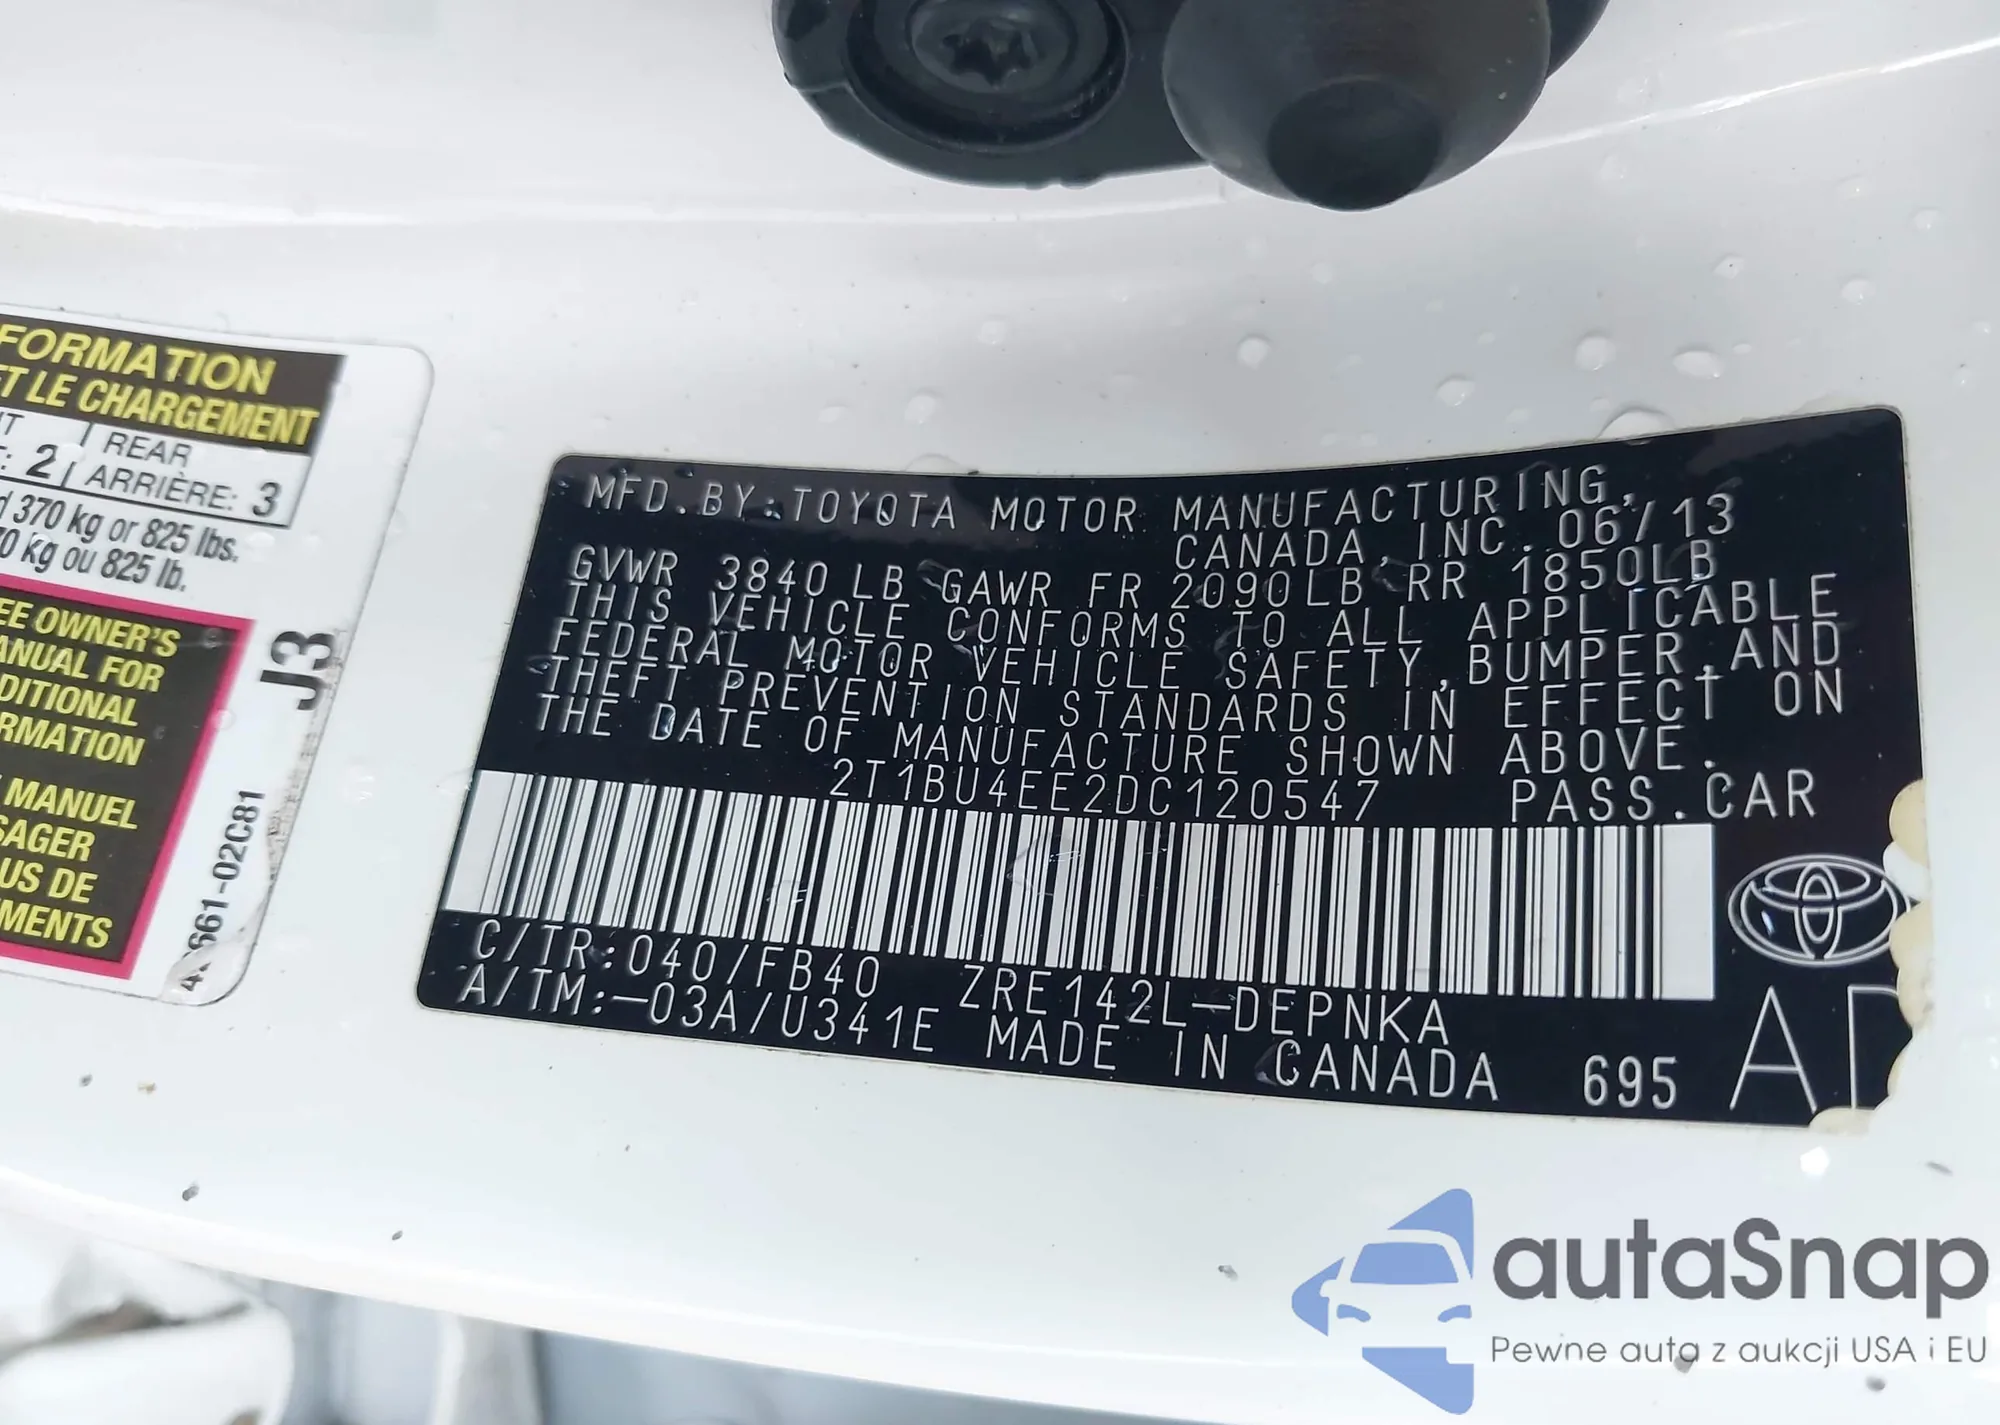 FORMATION
ET LE CHARGEMENT
REAR
: 2 ARRIÈRE: 3
370 kg or 825 lbs.
0 kg ou 825 lb.
EE OWNER'S
ANUAL FOR
DITIONAL
RMATION
MANUEL
SAGER
US DE
MENTS
J3
661-02C81
MFD.BY:TOYOTA MOTOR MANUFACTURING,
CANADA,INC.06/13
GVWR 3840LB GAWR FR 2090LB RR 1850LB
THIS VEHICLE CONFORMS TO ALL APPLICABLE
FEDERAL MOTOR VEHICLE SAFETY,BUMPER,AND
THEFT PREVENTION STANDARDS IN EFFECT ON
THE DATE OF MANUFACTURE SHOWN ABOVE.
2T1BU4EE2DC120547 PASS.CAR
C/TR:040/FB40 ZRE142L-DEPNKA
A/TM:-03A/U341E MADE IN CANADA 695
AD
autaSnap
Pewne auta z aukcji USA i EU